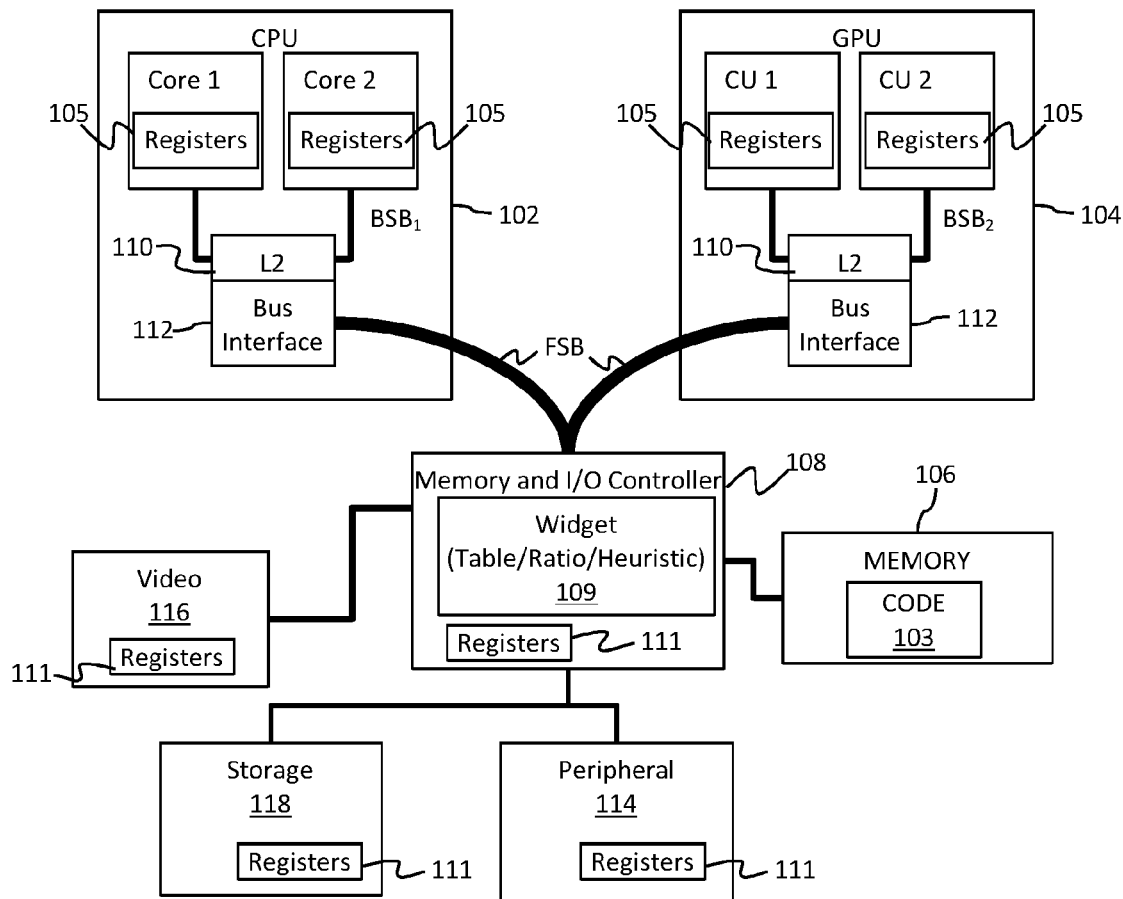 CPU
GPU
Core 1
Core 2
CU 1
CU 2
105
Registers
Registers
105
105
Registers
Registers
105
BSB1
102
BSB2
104
110
L2
110
L2
112
Bus
Interface
Bus
Interface
112
FSB
Memory and I/O Controller
108
106
Widget
(Table/Ratio/Heuristic)
109
Registers
111
Video
116
Registers
111
MEMORY
CODE
103
Storage
118
Registers
111
Peripheral
114
Registers
111